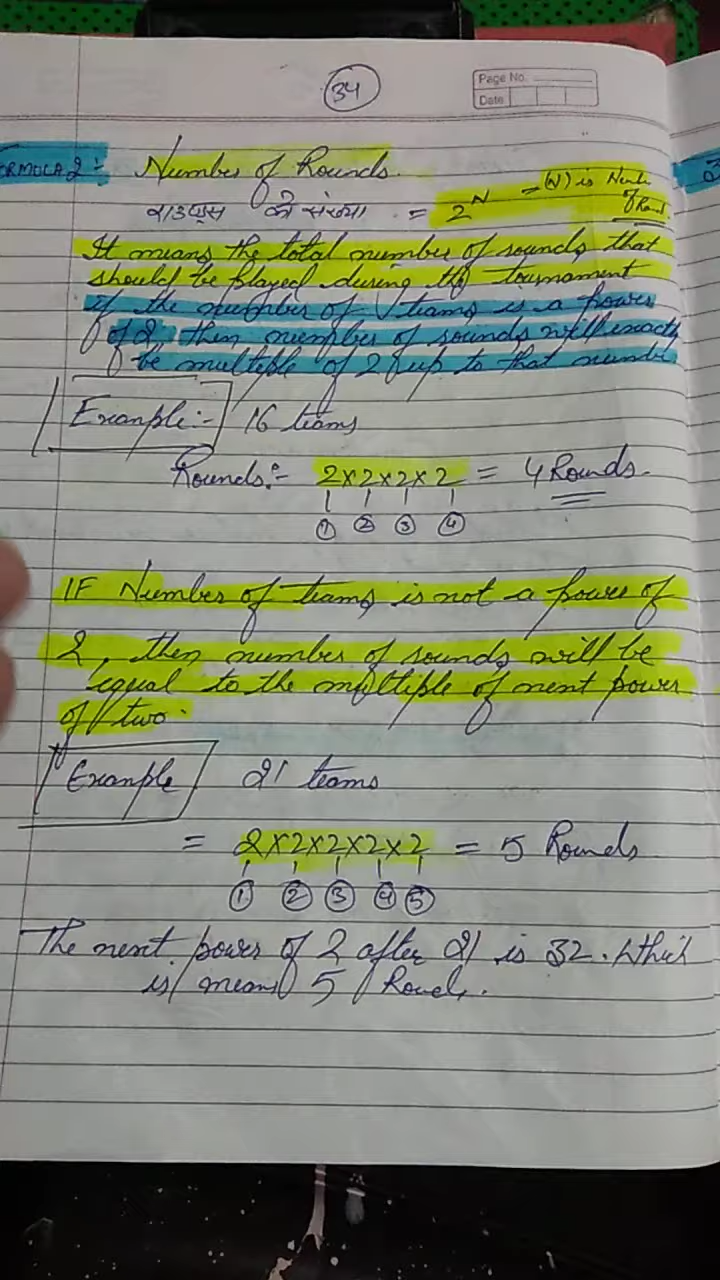 34
Page No.
Date
ORMULA 2:- Number of Rounds.
राउण्ड्स की संख्या = 2^N = (N) is Num
of Round
It means the total number of rounds that
should be played during the tournament
if the number of teams is a power
of 2, then number of rounds will exactly
be multiple of 2 up to that numbe
Example:- 16 teams
Rounds:- 2×2×2×2 = 4 Rounds.
① ② ③ ④
IF Number of teams is not a power of
2, then number of rounds will be
equal to the multiple of next power
of two.
Example 21 teams
= 2×2×2×2×2 = 5 Rounds
① ② ③ ④ ⑤
The next power of 2 after 21 is 32. Which
is means 5 Round.